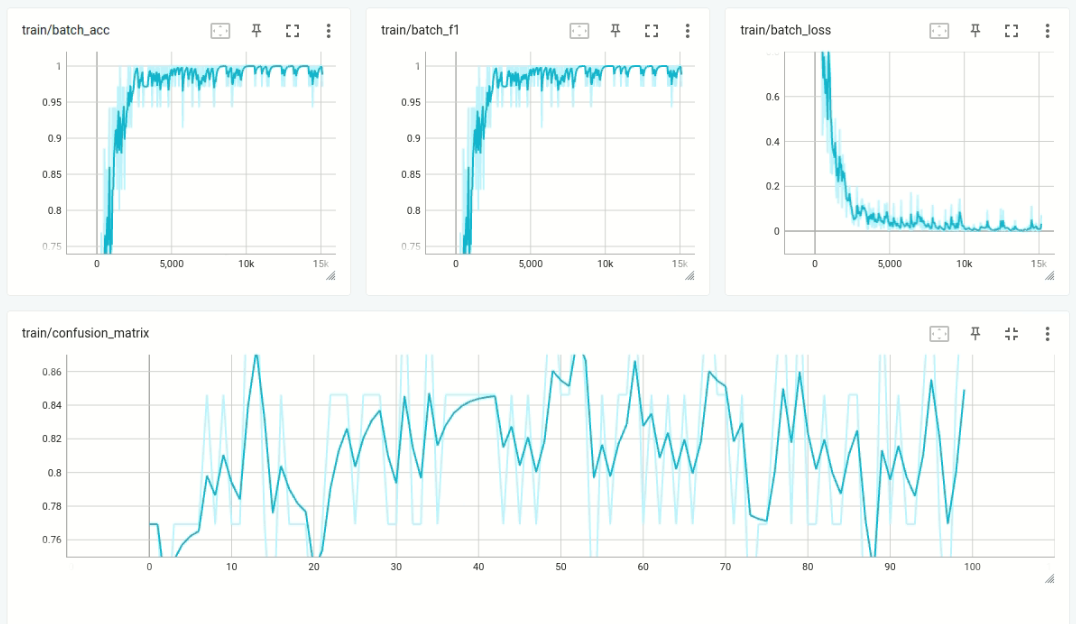 train/batch_acc
1
0.95
0.9
0.85
0.8
0.75
0 5,000 10k 15k
train/batch_f1
1
0.95
0.9
0.85
0.8
0.75
0 5,000 10k 15k
train/batch_loss
0.6
0.4
0.2
0
0 5,000 10k 15k
train/confusion_matrix
0.86
0.84
0.82
0.8
0.78
0.76
0 10 20 30 40 50 60 70 80 90 100